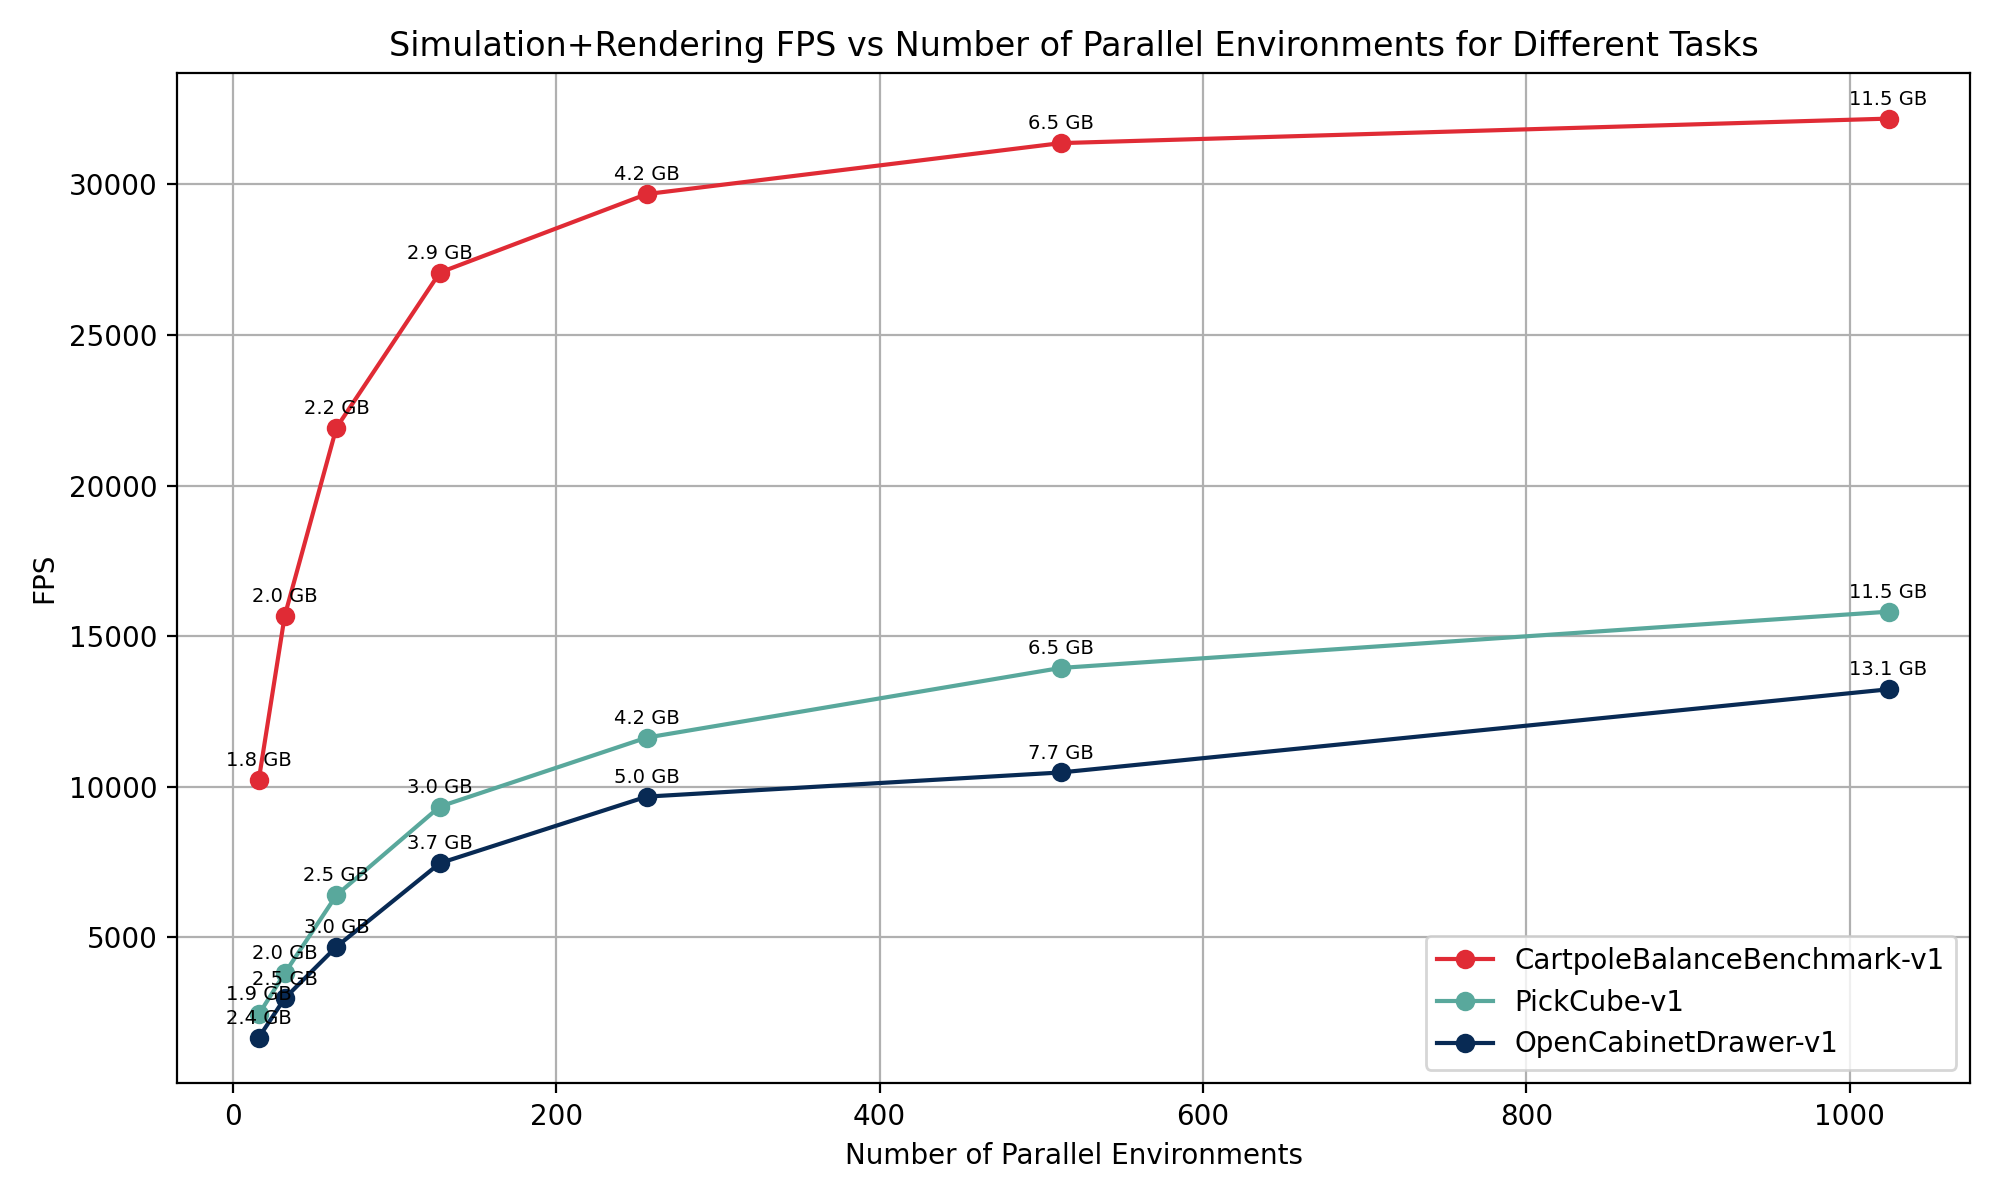 Simulation+Rendering FPS vs Number of Parallel Environments for Different Tasks
11.5 GB
6.5 GB
4.2 GB
2.9 GB
2.2 GB
2.0 GB
1.8 GB
11.5 GB
6.5 GB
4.2 GB
3.0 GB
2.5 GB
2.0 GB
1.9 GB
13.1 GB
7.7 GB
5.0 GB
3.7 GB
3.0 GB
2.5 GB
2.4 GB
30000
25000
20000
15000
10000
5000
FPS
CartpoleBalanceBenchmark-v1
PickCube-v1
OpenCabinetDrawer-v1
0 200 400 600 800 1000
Number of Parallel Environments